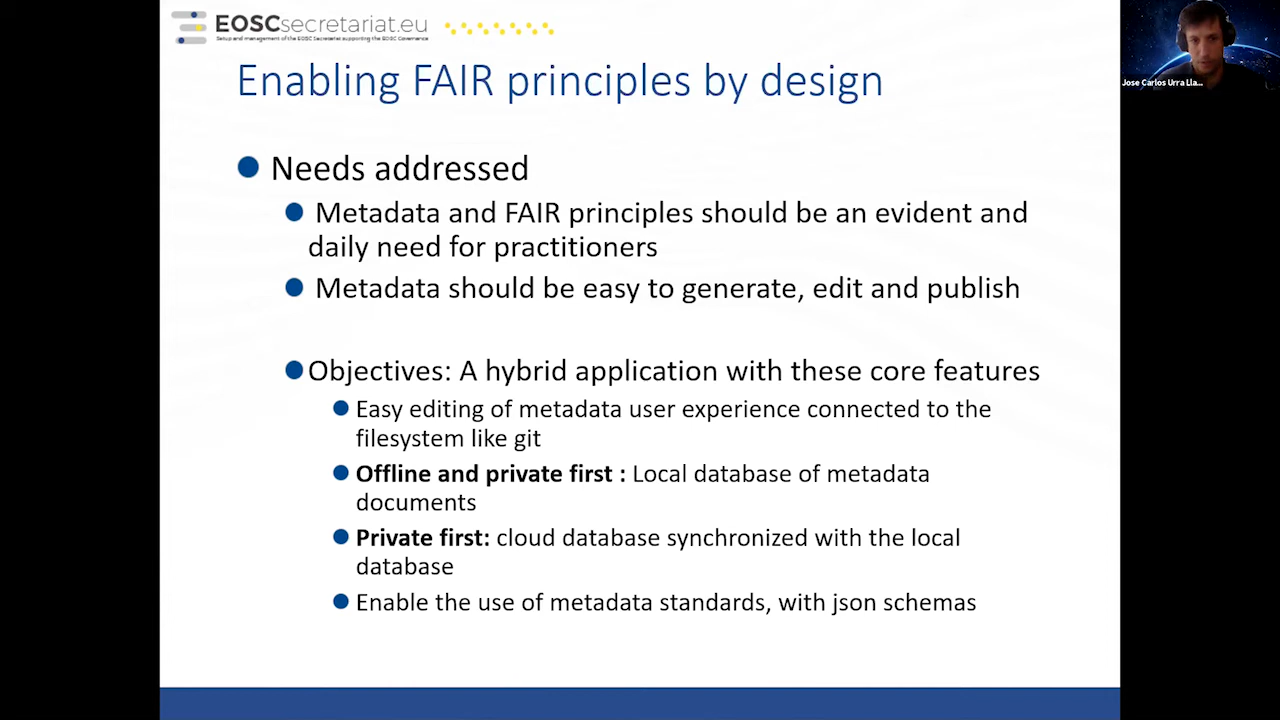 EOSCsecretariat.eu
Setup and management of the EOSC Secretariat supporting the EOSC Governance
Enabling FAIR principles by design
Needs addressed
Metadata and FAIR principles should be an evident and
daily need for practitioners
Metadata should be easy to generate, edit and publish
Objectives: A hybrid application with these core features
Easy editing of metadata user experience connected to the
filesystem like git
Offline and private first : Local database of metadata
documents
Private first: cloud database synchronized with the local
database
Enable the use of metadata standards, with json schemas
Jose Carlos Urra Lla...